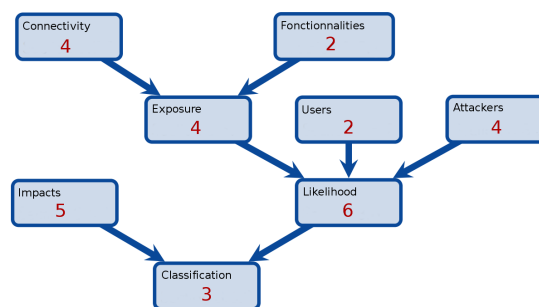 Connectivity
4
Fonctionnalities
2
Exposure
4
Users
2
Attackers
4
Impacts
5
Likelihood
6
Classification
3